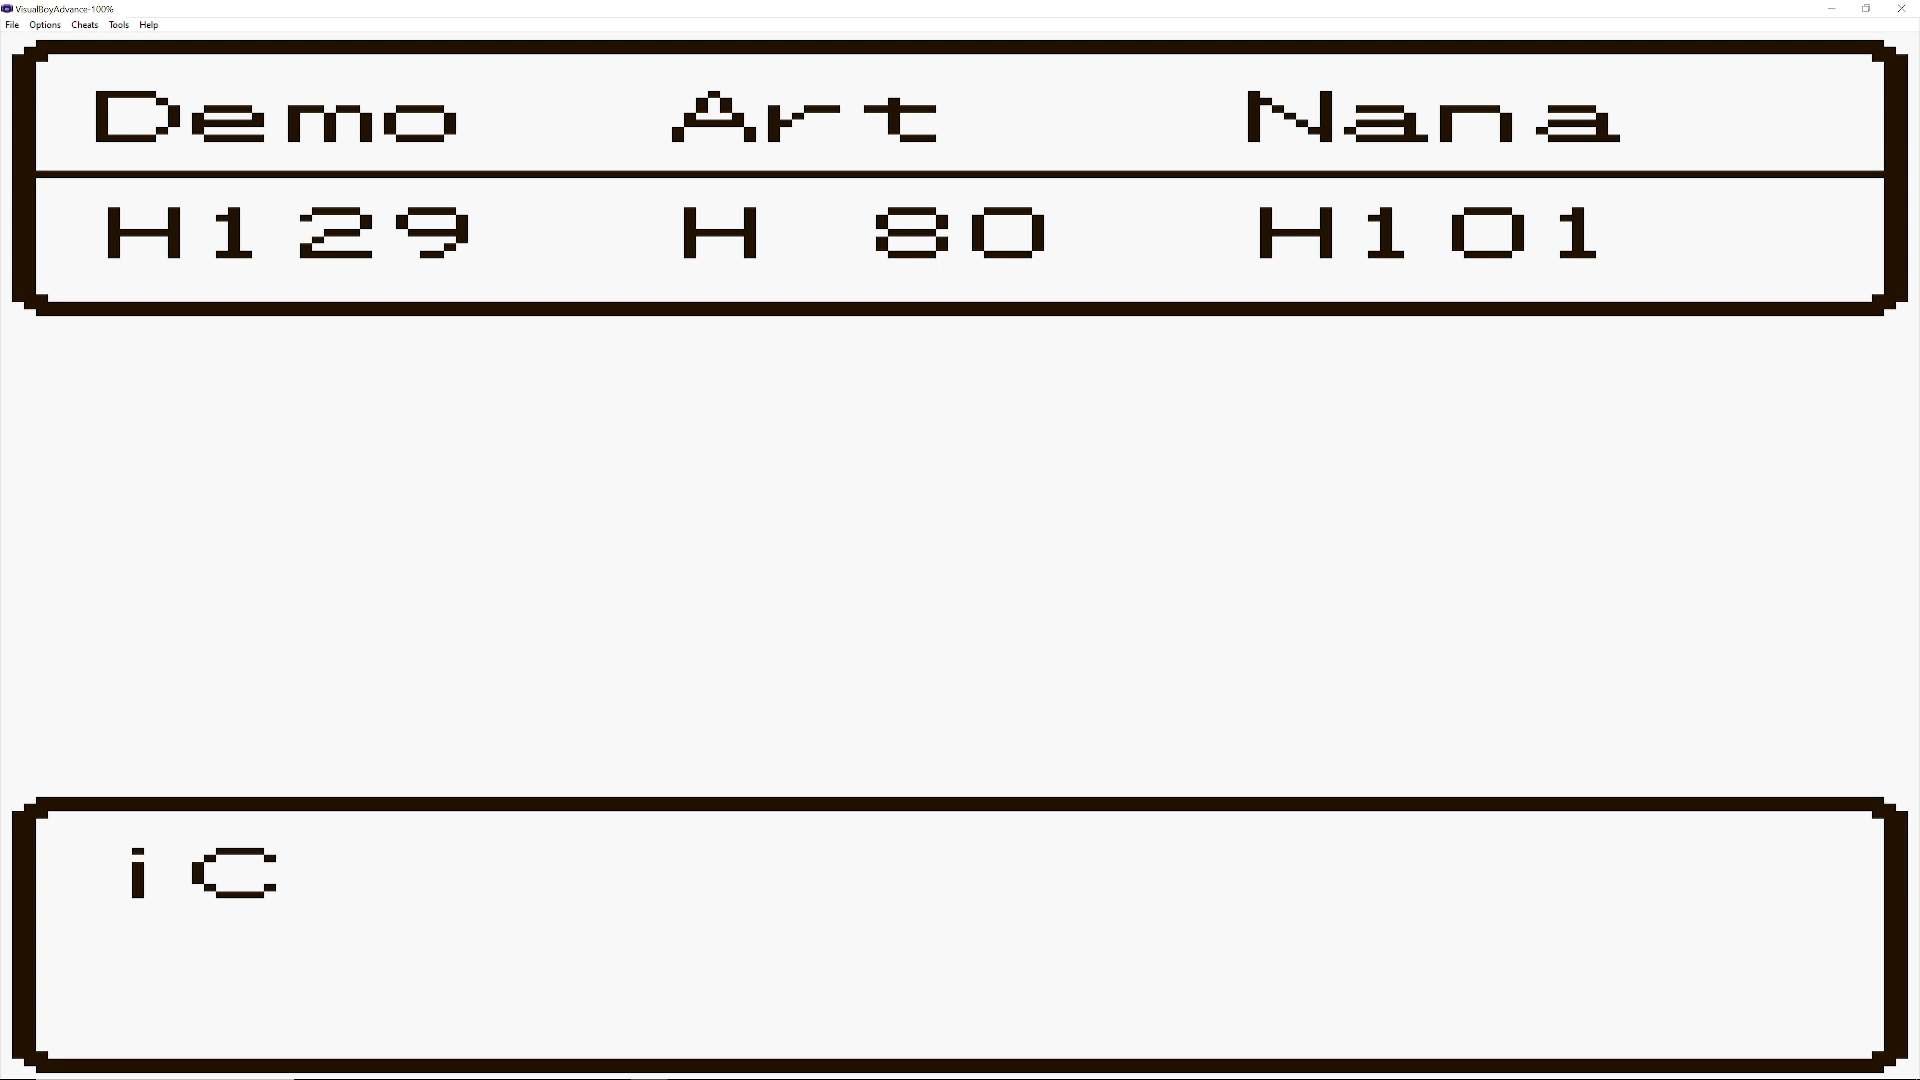 VisualBoyAdvance-100%
File Options Cheats Tools Help
Demo Art Nana
H129 H 80 H101
iC